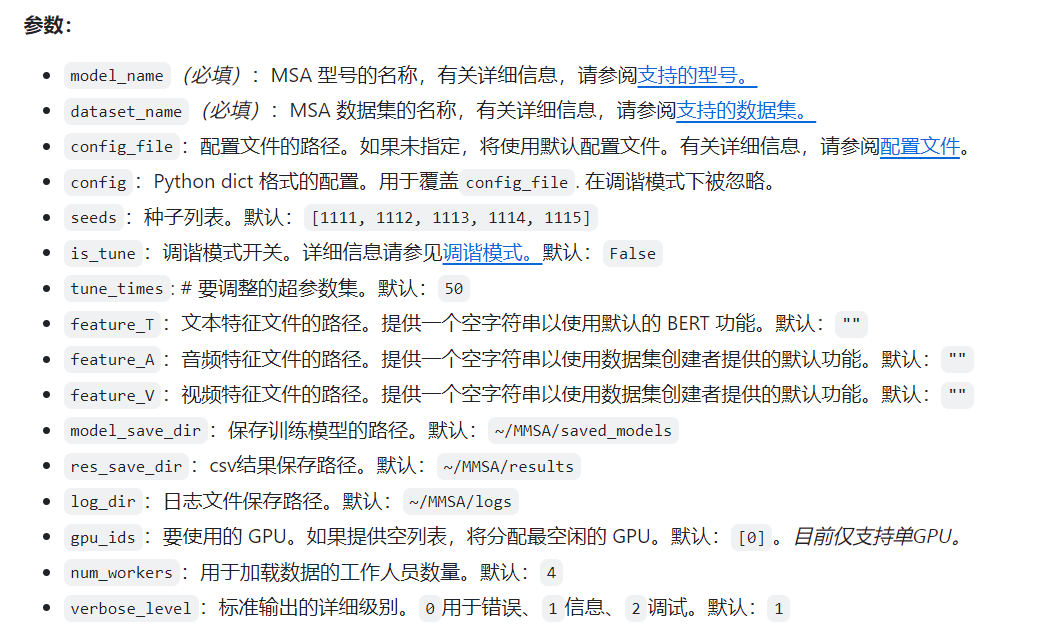 参数：
model_name （必填）：MSA 型号的名称，有关详细信息，请参阅支持的型号。
dataset_name （必填）：MSA 数据集的名称，有关详细信息，请参阅支持的数据集。
config_file ：配置文件的路径。如果未指定，将使用默认配置文件。有关详细信息，请参阅配置文件。
config ：Python dict 格式的配置。用于覆盖 config_file . 在调谐模式下被忽略。
seeds ：种子列表。默认： [1111, 1112, 1113, 1114, 1115]
is_tune ：调谐模式开关。详细信息请参见调谐模式。默认： False
tune_times : # 要调整的超参数集。默认： 50
feature_T ：文本特征文件的路径。提供一个空字符串以使用默认的 BERT 功能。默认： ""
feature_A ：音频特征文件的路径。提供一个空字符串以使用数据集创建者提供的默认功能。默认： ""
feature_V ：视频特征文件的路径。提供一个空字符串以使用数据集创建者提供的默认功能。默认： ""
model_save_dir ：保存训练模型的路径。默认： ~/MMSA/saved_models
res_save_dir ：csv结果保存路径。默认： ~/MMSA/results
log_dir ：日志文件保存路径。默认： ~/MMSA/logs
gpu_ids ：要使用的 GPU。如果提供空列表，将分配最空闲的 GPU。默认： [0] 。目前仅支持单GPU。
num_workers ：用于加载数据的工作人员数量。默认： 4
verbose_level ：标准输出的详细级别。 0 用于错误、 1 信息、 2 调试。默认： 1